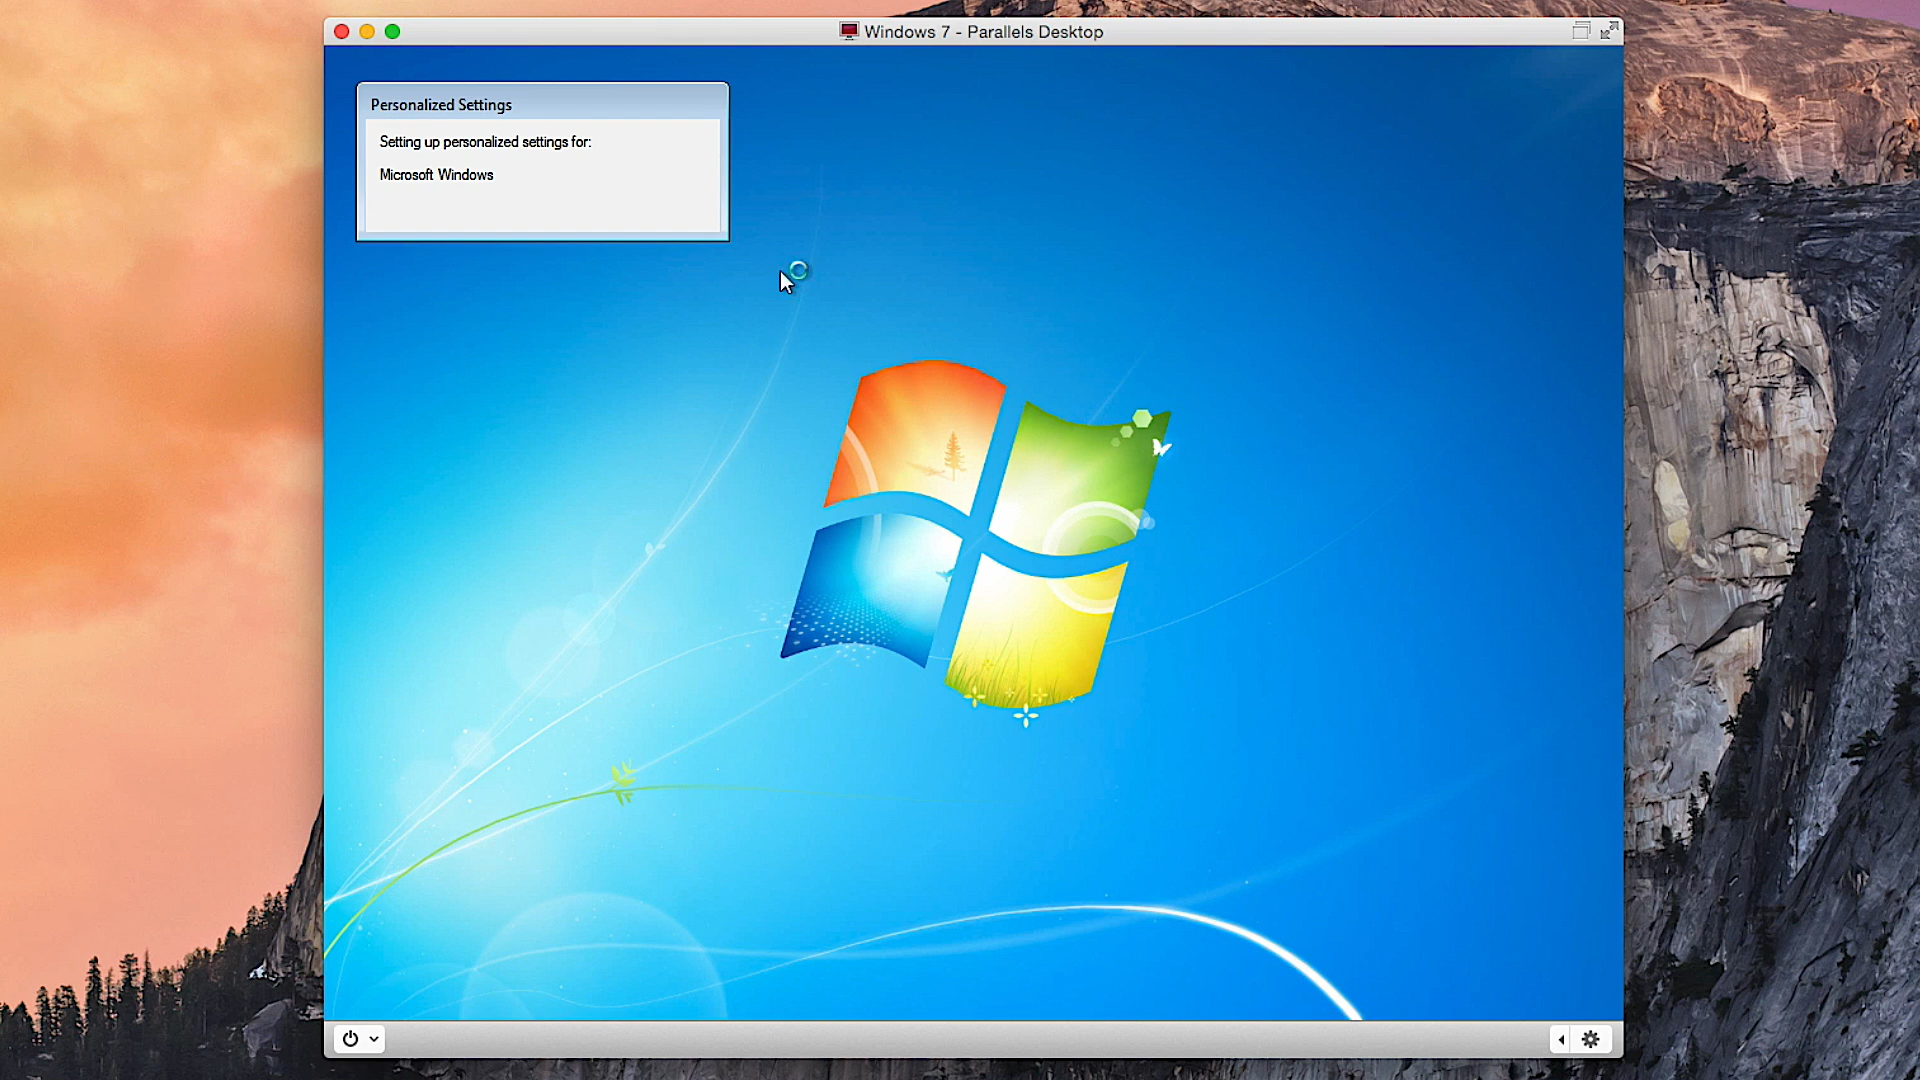 Windows 7 - Parallels Desktop
Personalized Settings
Setting up personalized settings for:
Microsoft Windows